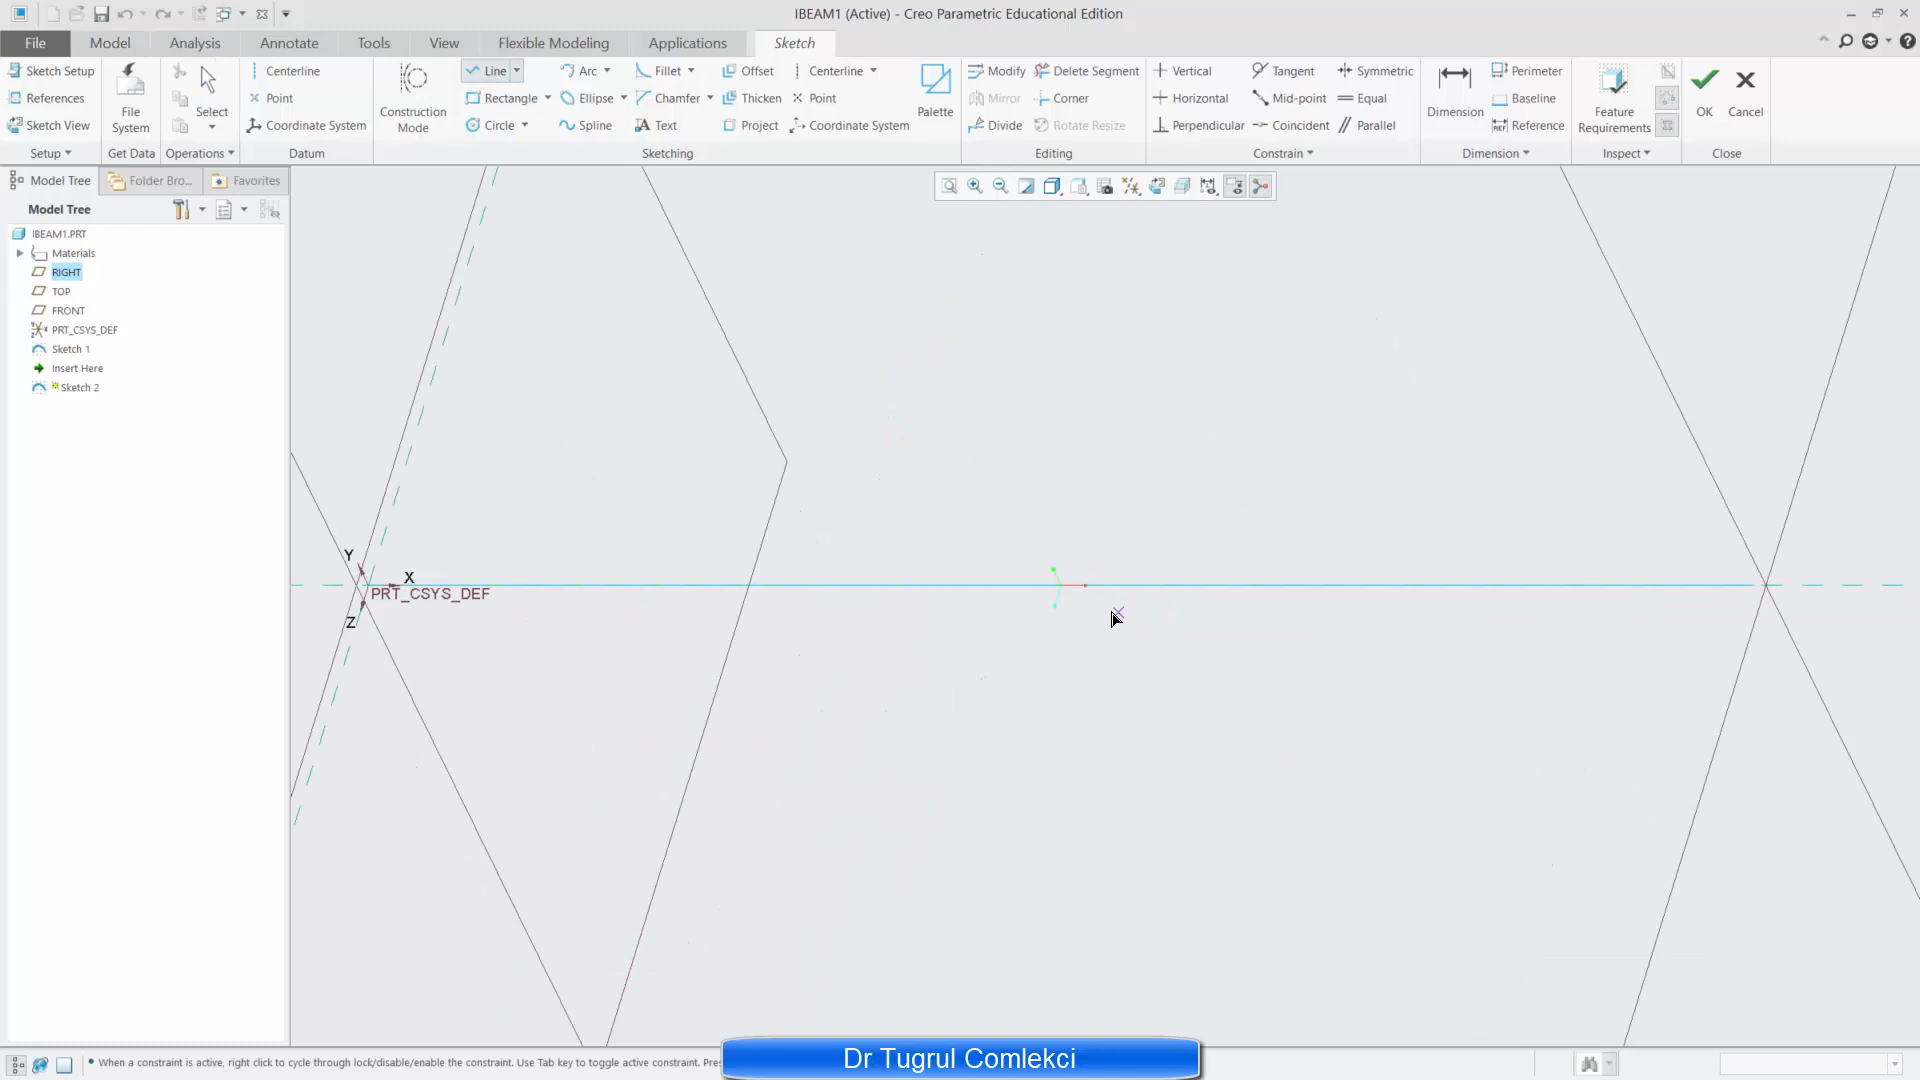 IBEAM1 (Active) - Creo Parametric Educational Edition
File Model Analysis Annotate Tools View Flexible Modeling Applications Sketch
Sketch Setup Centerline Line Arc Fillet Offset Centerline Modify Delete Segment Vertical Tangent Symmetric Perimeter
References File System Select Point Construction Mode Rectangle Ellipse Chamfer Thicken Point Palette Mirror Corner Horizontal Mid-point Equal Dimension Baseline Feature Requirements OK Cancel
Sketch View Coordinate System Circle Spline Text Project Coordinate System Divide Rotate Resize Perpendicular Coincident Parallel Reference
Setup Get Data Operations Datum Sketching Editing Constrain Dimension Inspect Close
Model Tree Folder Bro... Favorites
Model Tree
IBEAM1.PRT
Materials
RIGHT
TOP
FRONT
PRT_CSYS_DEF
Sketch 1
Insert Here
Sketch 2
Y
X
PRT_CSYS_DEF
Z
When a constraint is active, right click to cycle through lock/disable/enable the constraint. Use Tab key to toggle active constraint. Pre
Dr Tugrul Comlekci